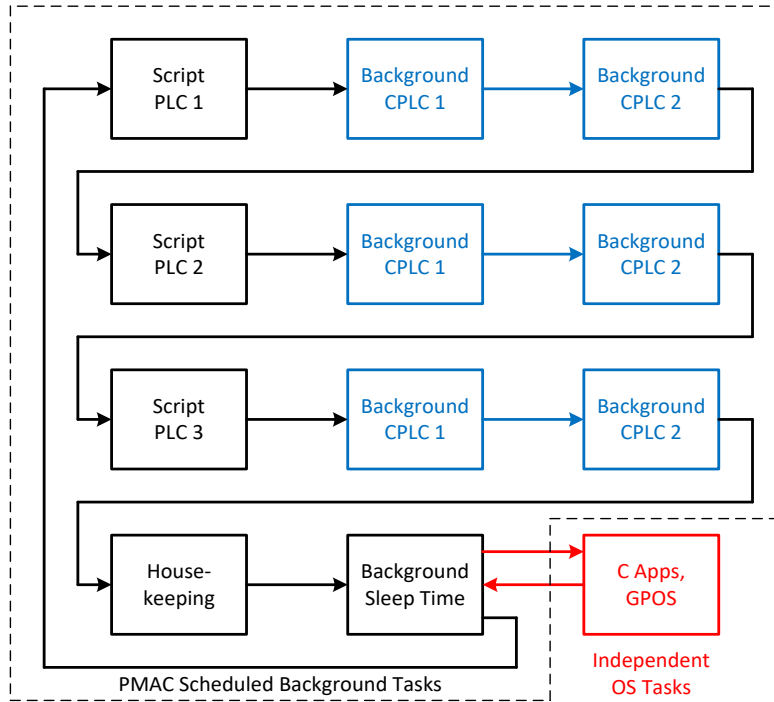 Script
PLC 1
Background
CPLC 1
Background
CPLC 2
Script
PLC 2
Background
CPLC 1
Background
CPLC 2
Script
PLC 3
Background
CPLC 1
Background
CPLC 2
House-
keeping
Background
Sleep Time
C Apps,
GPOS
PMAC Scheduled Background Tasks
Independent
OS Tasks